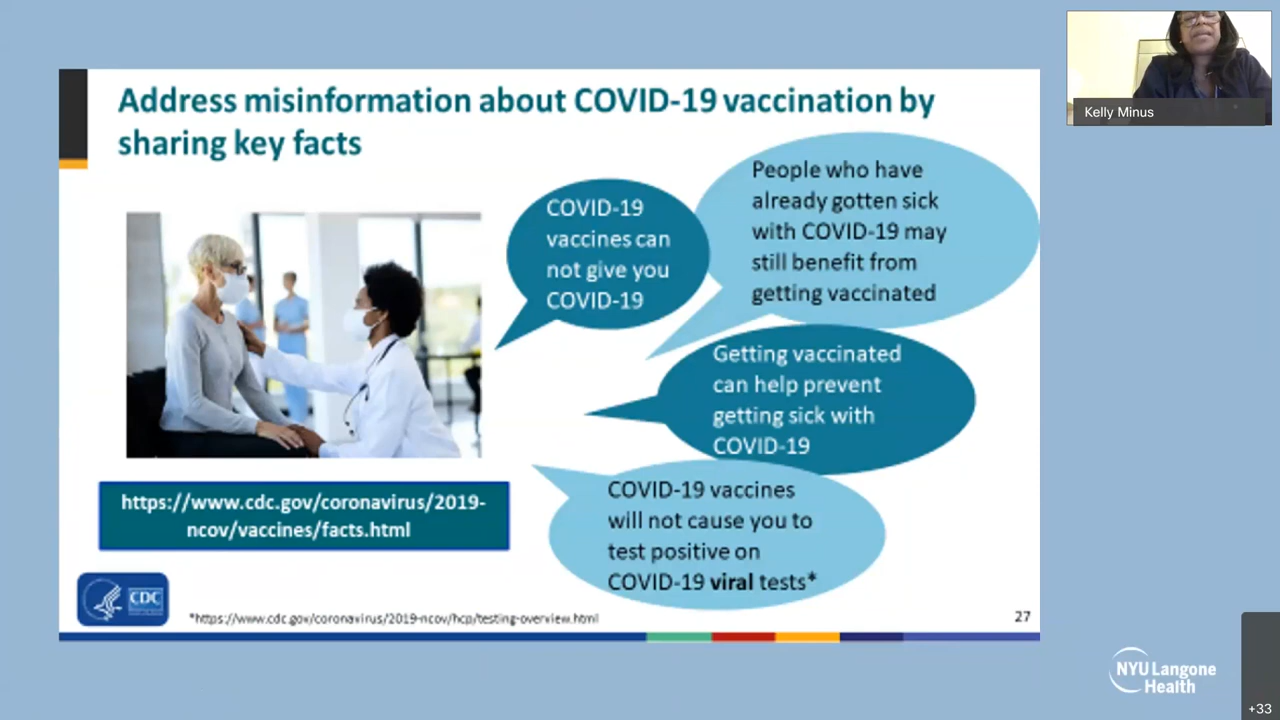 Kelly Minus
Address misinformation about COVID-19 vaccination by
sharing key facts
COVID-19
vaccines can
not give you
COVID-19
People who have
already gotten sick
with COVID-19 may
still benefit from
getting vaccinated
Getting vaccinated
can help prevent
getting sick with
COVID-19
COVID-19 vaccines
will not cause you to
test positive on
COVID-19 viral tests*
https://www.cdc.gov/coronavirus/2019-
ncov/vaccines/facts.html
CDC
*https://www.cdc.gov/coronavirus/2019-ncov/hcp/testing-overview.html
27
NYU Langone
Health
+33